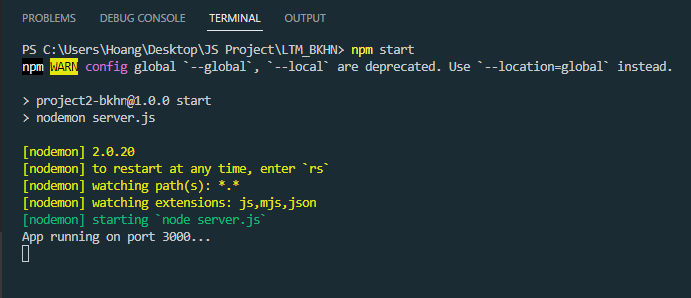 PROBLEMS DEBUG CONSOLE TERMINAL OUTPUT
PS C:\Users\Hoang\Desktop\JS Project\LTM_BKHN> npm start
npm WARN config global `--global`, `--local` are deprecated. Use `--location=global` instead.
> project2-bkhn@1.0.0 start
> nodemon server.js
[nodemon] 2.0.20
[nodemon] to restart at any time, enter `rs`
[nodemon] watching path(s): *.*
[nodemon] watching extensions: js,mjs,json
[nodemon] starting `node server.js`
App running on port 3000...